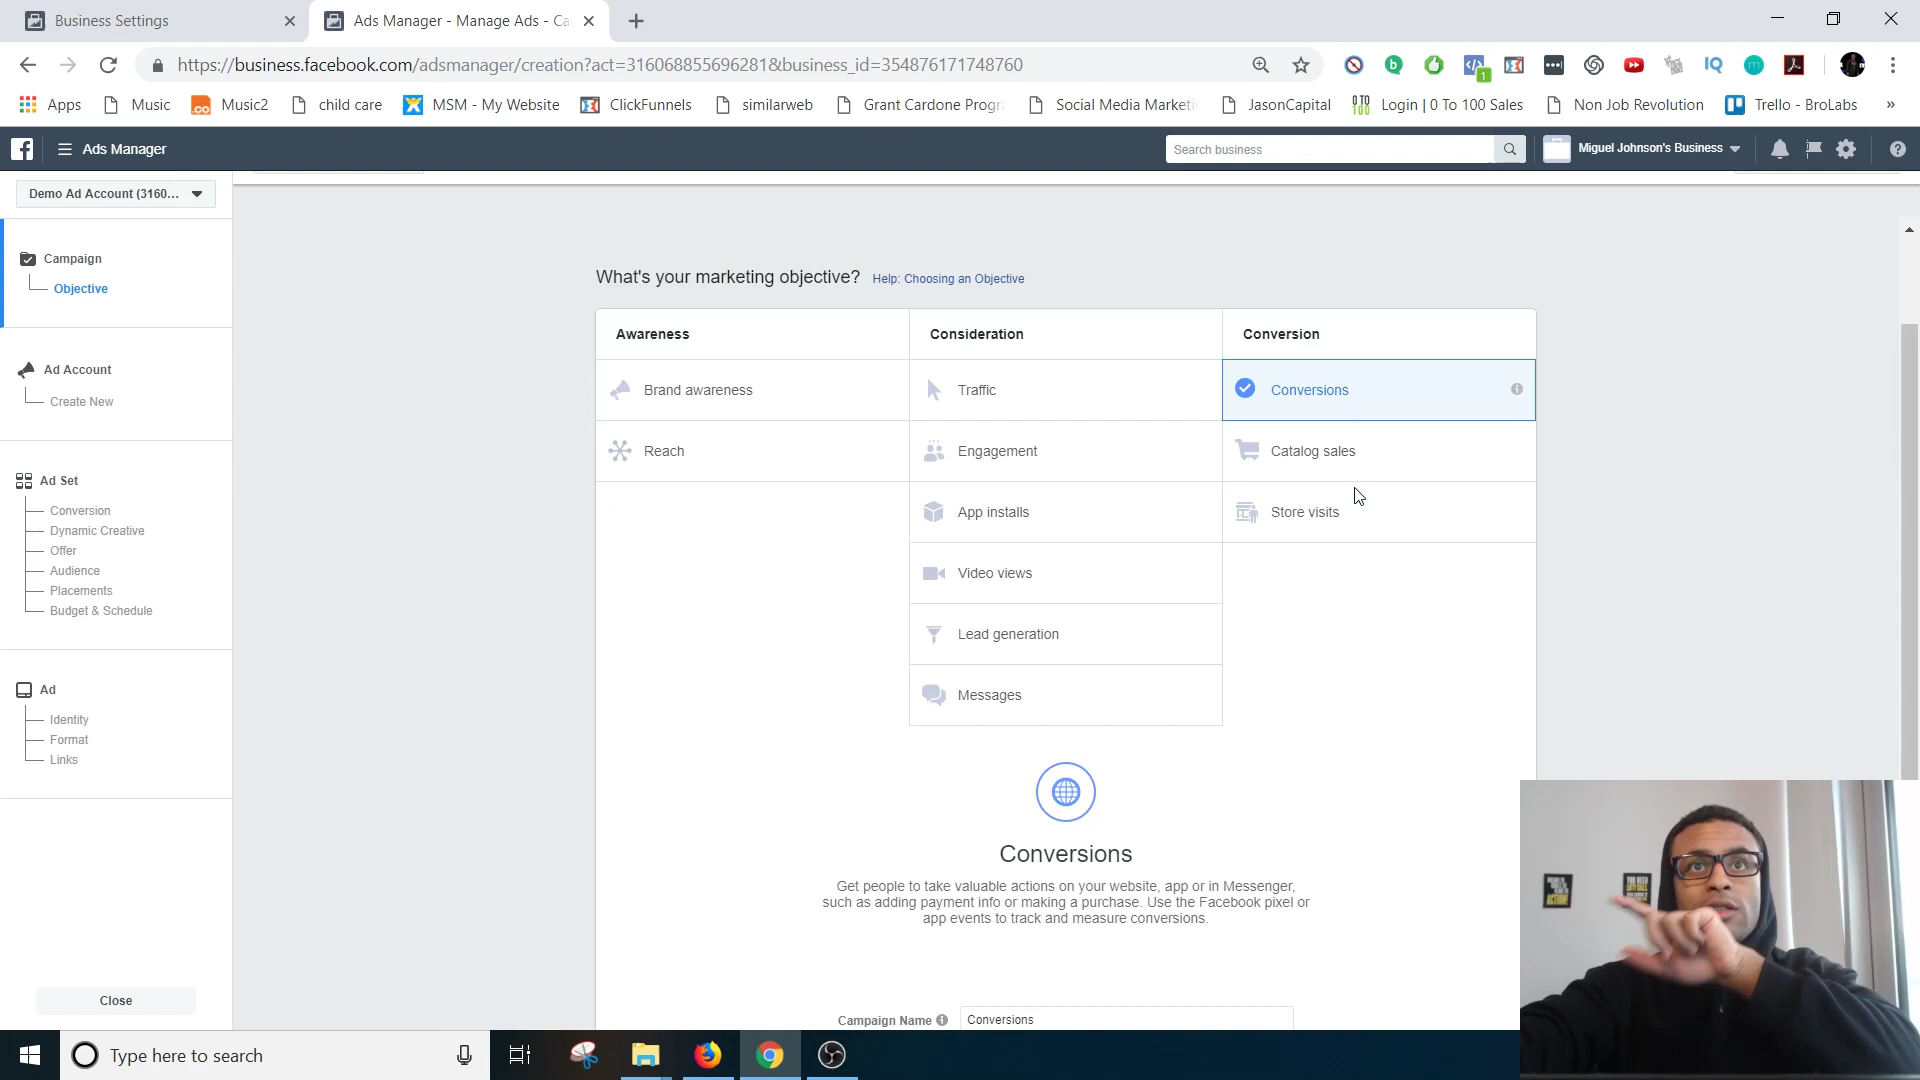 Business Settings
Ads Manager - Manage Ads - Ca
https://business.facebook.com/adsmanager/creation?act=316068855696281&business_id=354876171748760
1
Apps
Music
Music2
child care
MSM - My Website
ClickFunnels
similarweb
Grant Cardone Progr
Social Media Marketi
JasonCapital
Login | 0 To 100 Sales
Non Job Revolution
Trello - BroLabs
»
Ads Manager
Search business
Miguel Johnson's Business
Demo Ad Account (3160...
Campaign
Objective
Ad Account
Create New
Ad Set
Conversion
Dynamic Creative
Offer
Audience
Placements
Budget & Schedule
Ad
Identity
Format
Links
Close
What's your marketing objective?
Help: Choosing an Objective
Awareness
Consideration
Conversion
Brand awareness
Traffic
Conversions
Reach
Engagement
Catalog sales
App installs
Store visits
Video views
Lead generation
Messages
Conversions
Get people to take valuable actions on your website, app or in Messenger,
such as adding payment info or making a purchase. Use the Facebook pixel or
app events to track and measure conversions.
Campaign Name
Conversions
Type here to search